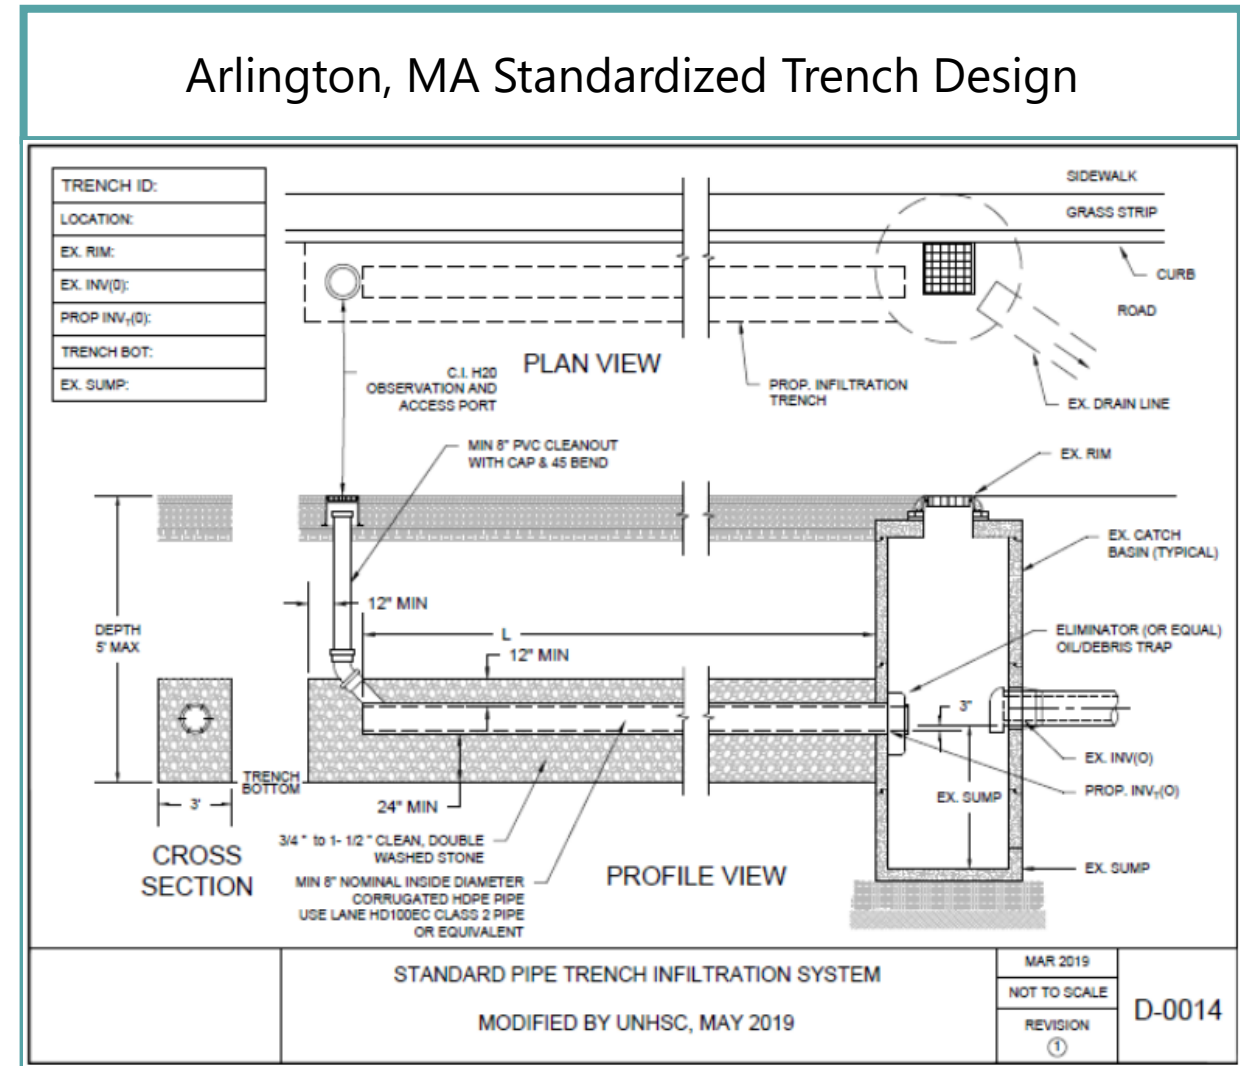 Arlington, MA Standardized Trench Design
TRENCH ID:
LOCATION:
EX. RIM:
EX. INV(0):
PROP INVT(0):
TRENCH BOT:
EX. SUMP:
SIDEWALK
GRASS STRIP
CURB
ROAD
PLAN VIEW
C.I. H20
OBSERVATION AND
ACCESS PORT
PROP. INFILTRATION
TRENCH
EX. DRAIN LINE
MIN 8" PVC CLEANOUT
WITH CAP & 45 BEND
EX. RIM
EX. CATCH
BASIN (TYPICAL)
12" MIN
DEPTH
5' MAX
L
12" MIN
ELIMINATOR (OR EQUAL)
OIL/DEBRIS TRAP
3"
EX. INV(O)
TRENCH
BOTTOM
3'
24" MIN
EX. SUMP
PROP. INVT(O)
3/4 " to 1- 1/2 " CLEAN, DOUBLE
WASHED STONE
CROSS
SECTION
PROFILE VIEW
EX. SUMP
MIN 8" NOMINAL INSIDE DIAMETER
CORRUGATED HDPE PIPE
USE LANE HD100EC CLASS 2 PIPE
OR EQUIVALENT
STANDARD PIPE TRENCH INFILTRATION SYSTEM
MODIFIED BY UNHSC, MAY 2019
MAR 2019
NOT TO SCALE
REVISION
1
D-0014